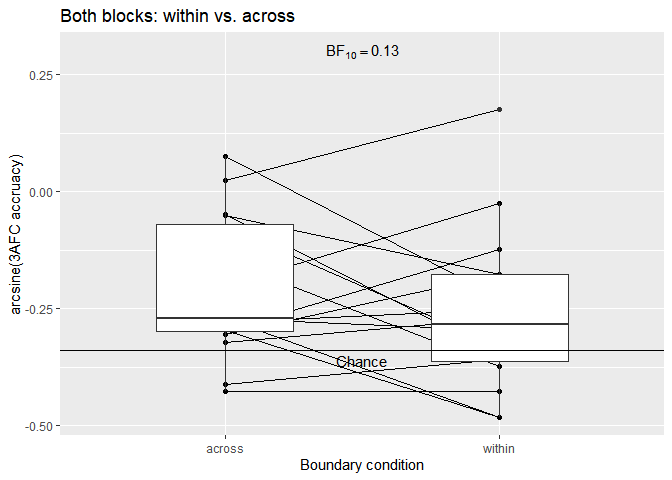 Both blocks: within vs. across
BF₁₀ = 0.13
0.25
0.00
-0.25
-0.50
arcsine(3AFC accruacy)
Chance
across
within
Boundary condition